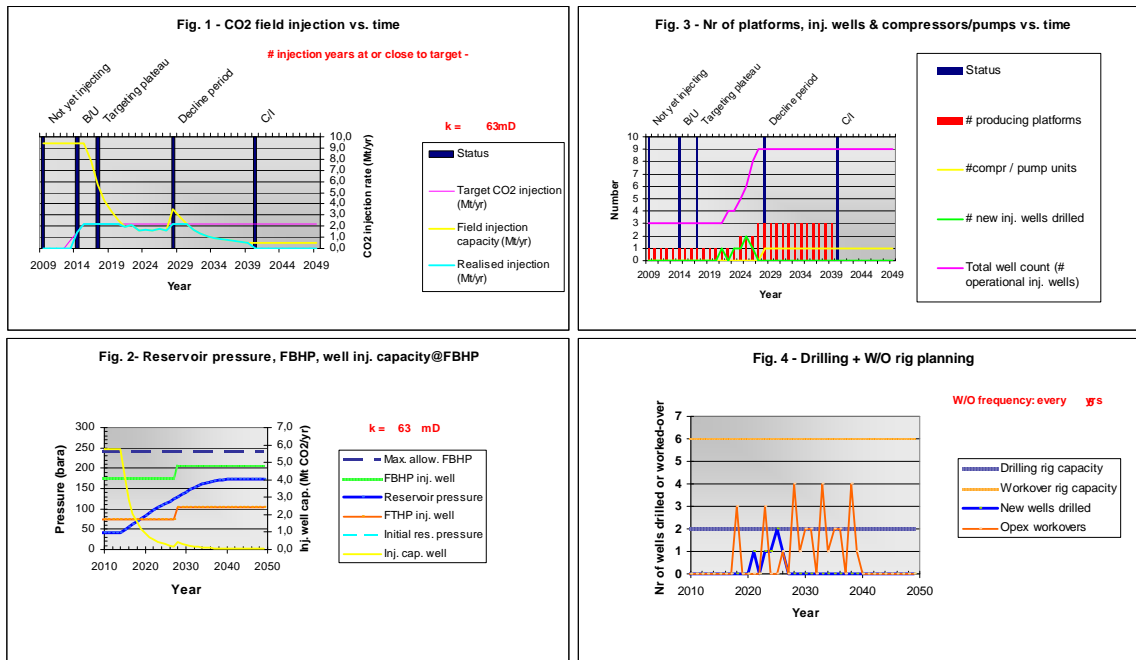 Fig. 1 - CO2 field injection vs. time
# injection years at or close to target -
Not yet injecting
B/U
Targeting plateau
Decline period
C/I
k = 63mD
10,0
9,0
8,0
7,0
6,0
5,0
4,0
3,0
2,0
1,0
0,0
CO2 injection rate (Mt/yr)
2009 2014 2019 2024 2029 2034 2039 2044 2049
Year
Status
Target CO2 injection
(Mt/yr)
Field injection
capacity (Mt/yr)
Realised injection
(Mt/yr)
Fig. 3 - Nr of platforms, inj. wells & compressors/pumps vs. time
Not yet injecting
B/U
Targeting plateau
Decline period
C/I
Number
10
9
8
7
6
5
4
3
2
1
0
2009 2014 2019 2024 2029 2034 2039 2044 2049
Year
Status
# producing platforms
#compr / pump units
# new inj. wells drilled
Total well count (#
operational inj. wells)
Fig. 2- Reservoir pressure, FBHP, well inj. capacity@FBHP
k = 63 mD
Pressure (bara)
300
250
200
150
100
50
0
7,0
6,0
5,0
4,0
3,0
2,0
1,0
0,0
Inj. well cap. (Mt CO2/yr)
2010 2020 2030 2040 2050
Year
Max. allow. FBHP
FBHP inj. well
Reservoir pressure
FTHP inj. well
Initial res. pressure
Inj. cap. well
Fig. 4 - Drilling + W/O rig planning
W/O frequency: every yrs
Nr of wells drilled or worked-over
7
6
5
4
3
2
1
0
2010 2020 2030 2040 2050
Year
Drilling rig capacity
Workover rig capacity
New wells drilled
Opex workovers